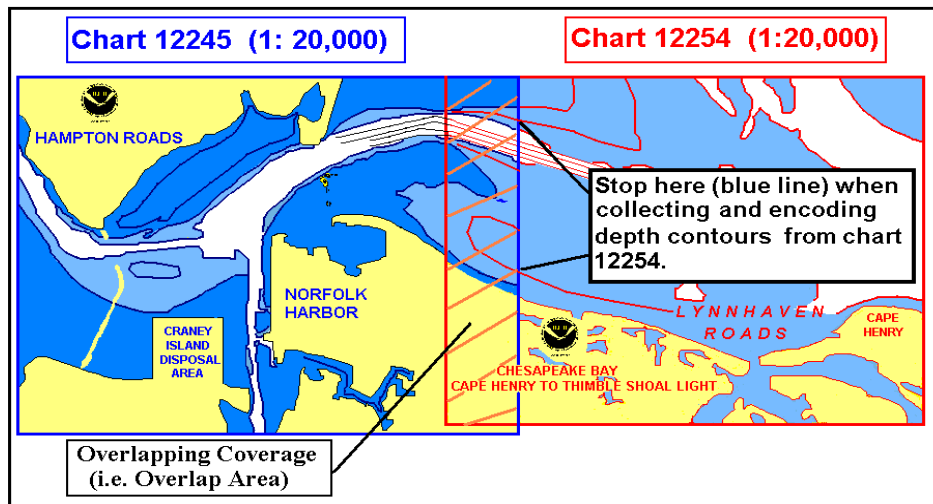 Chart 12245 (1: 20,000)
Chart 12254 (1:20,000)
HAMPTON ROADS
Stop here (blue line) when
collecting and encoding
depth contours from chart
12254.
NORFOLK
HARBOR
CRANEY
ISLAND
DISPOSAL
AREA
LYNNHAVEN
ROADS
CAPE
HENRY
CHESAPEAKE BAY
CAPE HENRY TO THIMBLE SHOAL LIGHT
Overlapping Coverage
(i.e. Overlap Area)